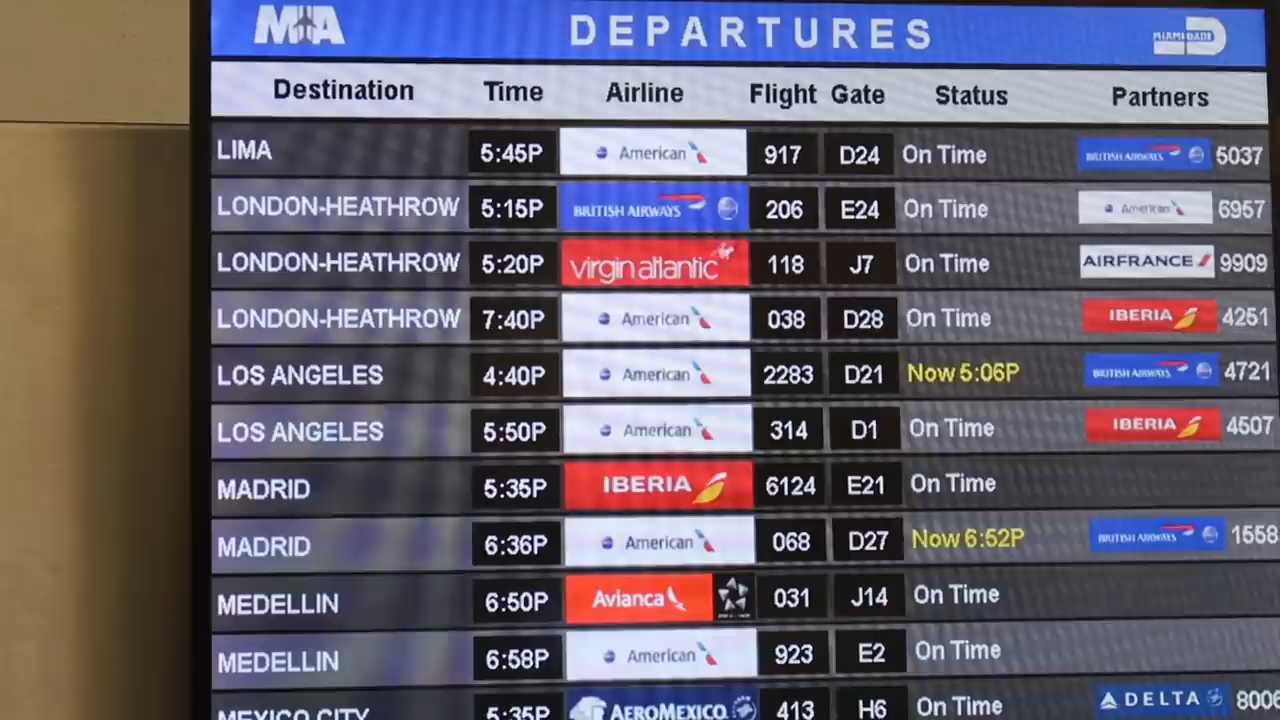 MIA DEPARTURES MIAMI-DADE
Destination Time Airline Flight Gate Status Partners
LIMA 5:45P American 917 D24 On Time BRITISH AIRWAYS 5037
LONDON-HEATHROW 5:15P BRITISH AIRWAYS 206 E24 On Time American 6957
LONDON-HEATHROW 5:20P virgin atlantic 118 J7 On Time AIRFRANCE 9909
LONDON-HEATHROW 7:40P American 038 D28 On Time IBERIA 4251
LOS ANGELES 4:40P American 2283 D21 Now 5:06P BRITISH AIRWAYS 4721
LOS ANGELES 5:50P American 314 D1 On Time IBERIA 4507
MADRID 5:35P IBERIA 6124 E21 On Time
MADRID 6:36P American 068 D27 Now 6:52P BRITISH AIRWAYS 1558
MEDELLIN 6:50P Avianca 031 J14 On Time
MEDELLIN 6:58P American 923 E2 On Time
MEXICO CITY 5:35P AEROMEXICO 413 H6 On Time DELTA 8006